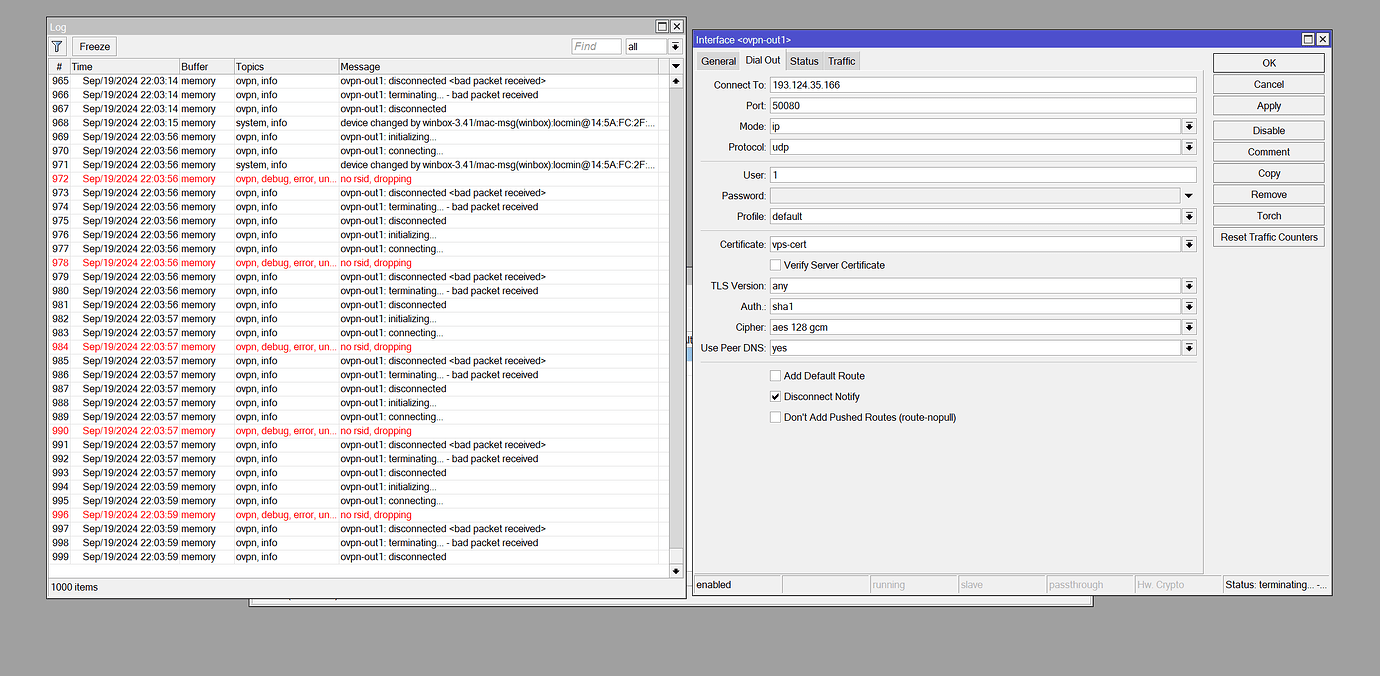 Log
Freeze
Find
all
# Time Buffer Topics Message
965 Sep/19/2024 22:03:14 memory ovpn, info ovpn-out1: disconnected <bad packet received>
966 Sep/19/2024 22:03:14 memory ovpn, info ovpn-out1: terminating... - bad packet received
967 Sep/19/2024 22:03:14 memory ovpn, info ovpn-out1: disconnected
968 Sep/19/2024 22:03:15 memory system, info device changed by winbox-3.41/mac-msg(winbox):locmin@14:5A:FC:2F:...
969 Sep/19/2024 22:03:56 memory ovpn, info ovpn-out1: initializing...
970 Sep/19/2024 22:03:56 memory ovpn, info ovpn-out1: connecting...
971 Sep/19/2024 22:03:56 memory system, info device changed by winbox-3.41/mac-msg(winbox):locmin@14:5A:FC:2F:...
972 Sep/19/2024 22:03:56 memory ovpn, debug, error, un... no rsid, dropping
973 Sep/19/2024 22:03:56 memory ovpn, info ovpn-out1: disconnected <bad packet received>
974 Sep/19/2024 22:03:56 memory ovpn, info ovpn-out1: terminating... - bad packet received
975 Sep/19/2024 22:03:56 memory ovpn, info ovpn-out1: disconnected
976 Sep/19/2024 22:03:56 memory ovpn, info ovpn-out1: initializing...
977 Sep/19/2024 22:03:56 memory ovpn, info ovpn-out1: connecting...
978 Sep/19/2024 22:03:56 memory ovpn, debug, error, un... no rsid, dropping
979 Sep/19/2024 22:03:56 memory ovpn, info ovpn-out1: disconnected <bad packet received>
980 Sep/19/2024 22:03:56 memory ovpn, info ovpn-out1: terminating... - bad packet received
981 Sep/19/2024 22:03:56 memory ovpn, info ovpn-out1: disconnected
982 Sep/19/2024 22:03:57 memory ovpn, info ovpn-out1: initializing...
983 Sep/19/2024 22:03:57 memory ovpn, info ovpn-out1: connecting...
984 Sep/19/2024 22:03:57 memory ovpn, debug, error, un... no rsid, dropping
985 Sep/19/2024 22:03:57 memory ovpn, info ovpn-out1: disconnected <bad packet received>
986 Sep/19/2024 22:03:57 memory ovpn, info ovpn-out1: terminating... - bad packet received
987 Sep/19/2024 22:03:57 memory ovpn, info ovpn-out1: disconnected
988 Sep/19/2024 22:03:57 memory ovpn, info ovpn-out1: initializing...
989 Sep/19/2024 22:03:57 memory ovpn, info ovpn-out1: connecting...
990 Sep/19/2024 22:03:57 memory ovpn, debug, error, un... no rsid, dropping
991 Sep/19/2024 22:03:57 memory ovpn, info ovpn-out1: disconnected <bad packet received>
992 Sep/19/2024 22:03:57 memory ovpn, info ovpn-out1: terminating... - bad packet received
993 Sep/19/2024 22:03:57 memory ovpn, info ovpn-out1: disconnected
994 Sep/19/2024 22:03:59 memory ovpn, info ovpn-out1: initializing...
995 Sep/19/2024 22:03:59 memory ovpn, info ovpn-out1: connecting...
996 Sep/19/2024 22:03:59 memory ovpn, debug, error, un... no rsid, dropping
997 Sep/19/2024 22:03:59 memory ovpn, info ovpn-out1: disconnected <bad packet received>
998 Sep/19/2024 22:03:59 memory ovpn, info ovpn-out1: terminating... - bad packet received
999 Sep/19/2024 22:03:59 memory ovpn, info ovpn-out1: disconnected
1000 items
Interface <ovpn-out1>
General Dial Out Status Traffic
Connect To: 193.124.35.166
Port: 50080
Mode: ip
Protocol: udp
User: 1
Password:
Profile: default
Certificate: vps-cert
Verify Server Certificate
TLS Version: any
Auth.: sha1
Cipher: aes 128 gcm
Use Peer DNS: yes
Add Default Route
Disconnect Notify
Don't Add Pushed Routes (route-nopull)
OK
Cancel
Apply
Disable
Comment
Copy
Remove
Torch
Reset Traffic Counters
enabled running slave passthrough Hw. Crypto Status: terminating... -...